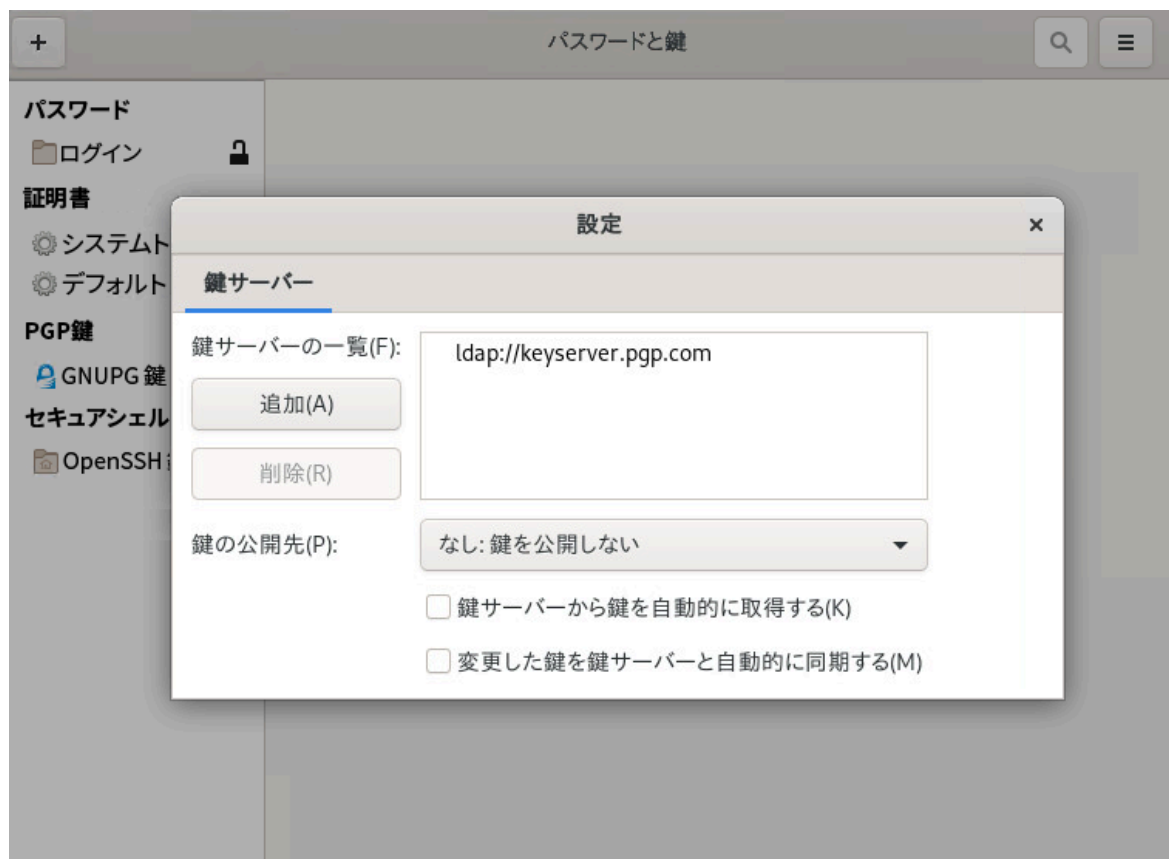 +
パスワードと鍵
パスワード
ログイン
証明書
システムト
デフォルト
PGP鍵
GNUPG 鍵
セキュアシェル
OpenSSH
設定
×
鍵サーバー
鍵サーバーの一覧(F):
ldap://keyserver.pgp.com
追加(A)
削除(R)
鍵の公開先(P):
なし: 鍵を公開しない
鍵サーバーから鍵を自動的に取得する(K)
変更した鍵を鍵サーバーと自動的に同期する(M)